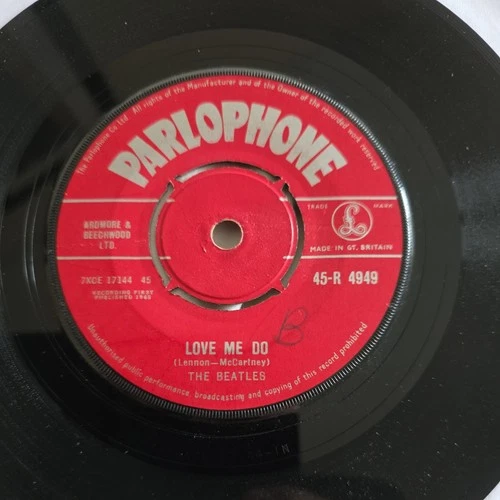 The Parlophone Co Ltd. All rights of the Manufacturer and of the Owner of the recorded work reserved
PARLOPHONE
TRADE MARK
£
ARDMORE &
BEECHWOOD
LTD.
MADE IN GT. BRITAIN
7XCE 17144 45
RECORDING FIRST
PUBLISHED 1962
45-R 4949
B
LOVE ME DO
(Lennon—McCartney)
THE BEATLES
Unauthorised public performance, broadcasting and copying of this record prohibited